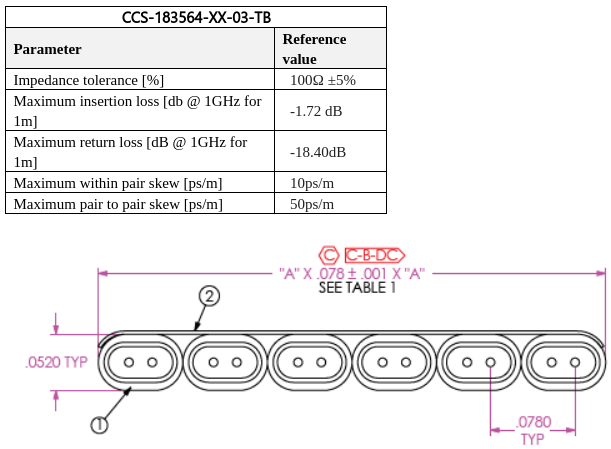 CCS-183564-XX-03-TB
Parameter
Reference
value
Impedance tolerance [%]
100Ω ±5%
Maximum insertion loss [db @ 1GHz for
1m]
-1.72 dB
Maximum return loss [dB @ 1GHz for
1m]
-18.40dB
Maximum within pair skew [ps/m]
10ps/m
Maximum pair to pair skew [ps/m]
50ps/m
C C-B-DC
"A" X .078 ± .001 X "A"
SEE TABLE 1
2
.0520 TYP
1
.0780
TYP